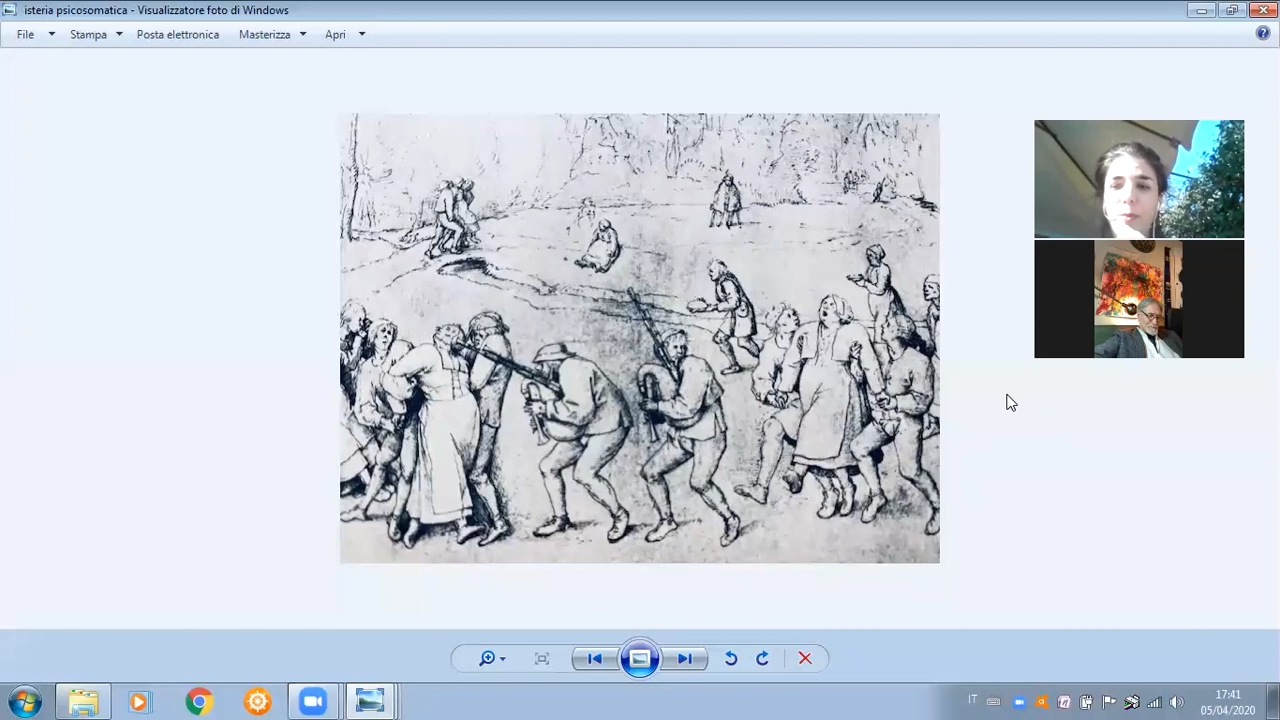 isteria psicosomatica - Visualizzatore foto di Windows
File Stampa Posta elettronica Masterizza Apri
IT 17:41
05/04/2020